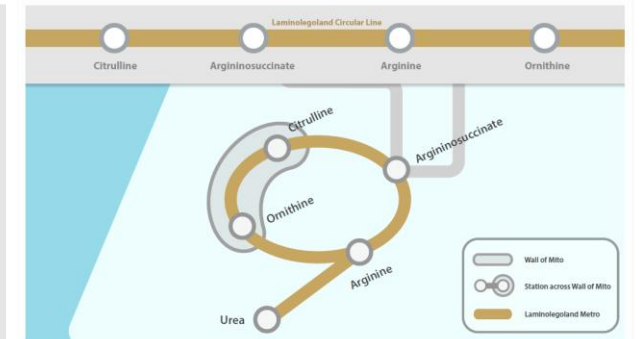 Laminolegoland Circular Line
Citrulline
Argininosuccinate
Arginine
Ornithine
Citrulline
Argininosuccinate
Ornithine
Arginine
Urea
Wall of Mito
Station across Wall of Mito
Laminolegoland Metro